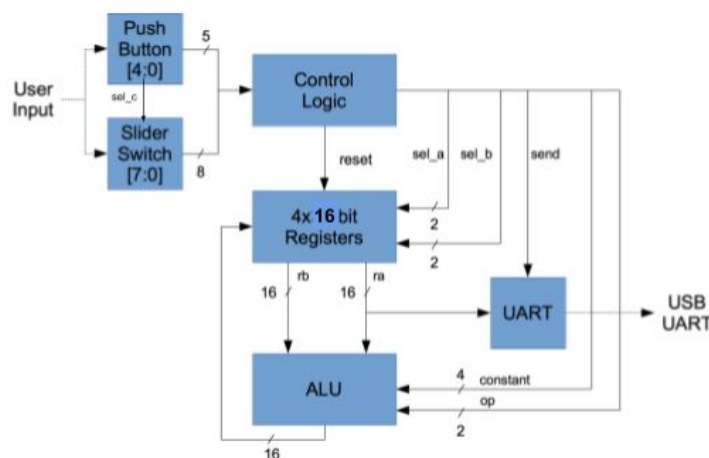 Push
Button
[4:0]
5
User
Input
sel_c
Slider
Switch
[7:0]
8
Control
Logic
reset
sel_a
sel_b
send
4x 16 bit
Registers
2
2
rb
ra
16
16
UART
USB
UART
ALU
4
constant
op
2
16